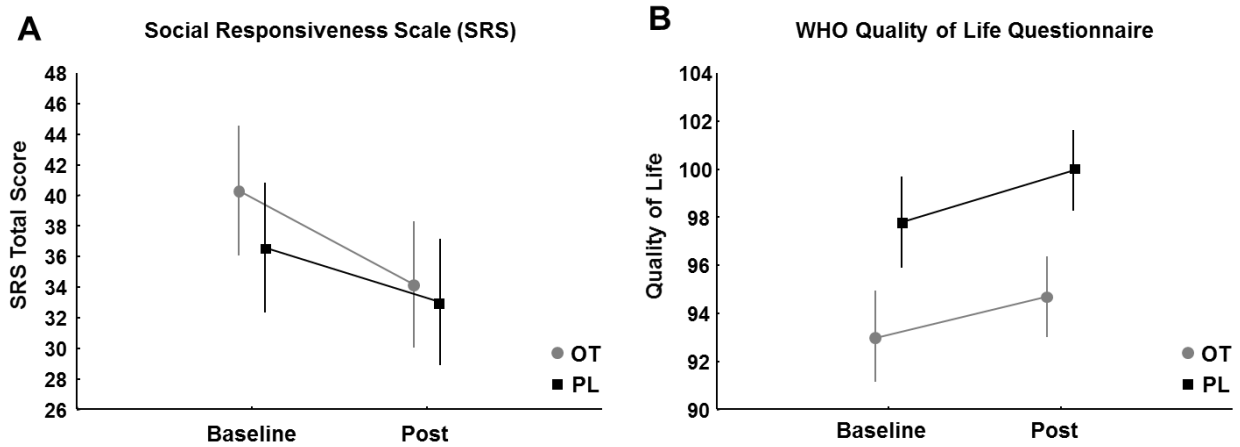 A
Social Responsiveness Scale (SRS)
SRS Total Score
48
46
44
42
40
38
36
34
32
30
28
26
Baseline
Post
OT
PL
B
WHO Quality of Life Questionnaire
Quality of Life
104
102
100
98
96
94
92
90
Baseline
Post
OT
PL